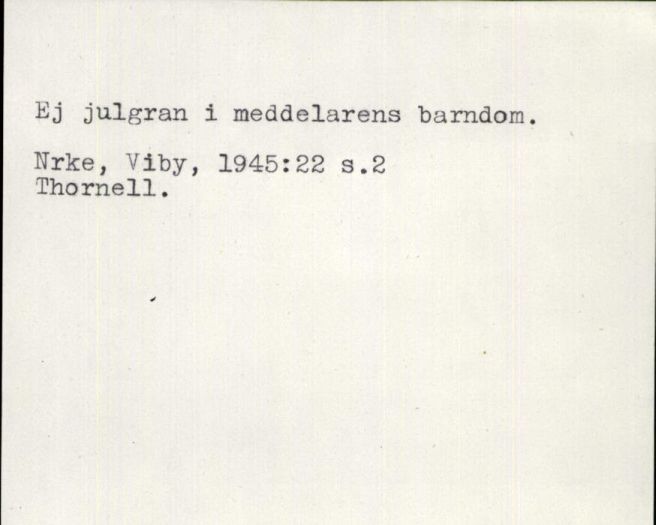 Ej julgran i meddelarens barndom.
Nrke, Viby, 1945:22 s.2
Thornell.